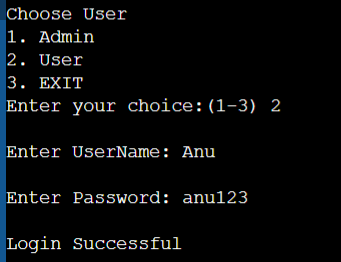 Choose User
1. Admin
2. User
3. EXIT
Enter your choice:(1-3) 2
Enter UserName: Anu
Enter Password: anu123
Login Successful